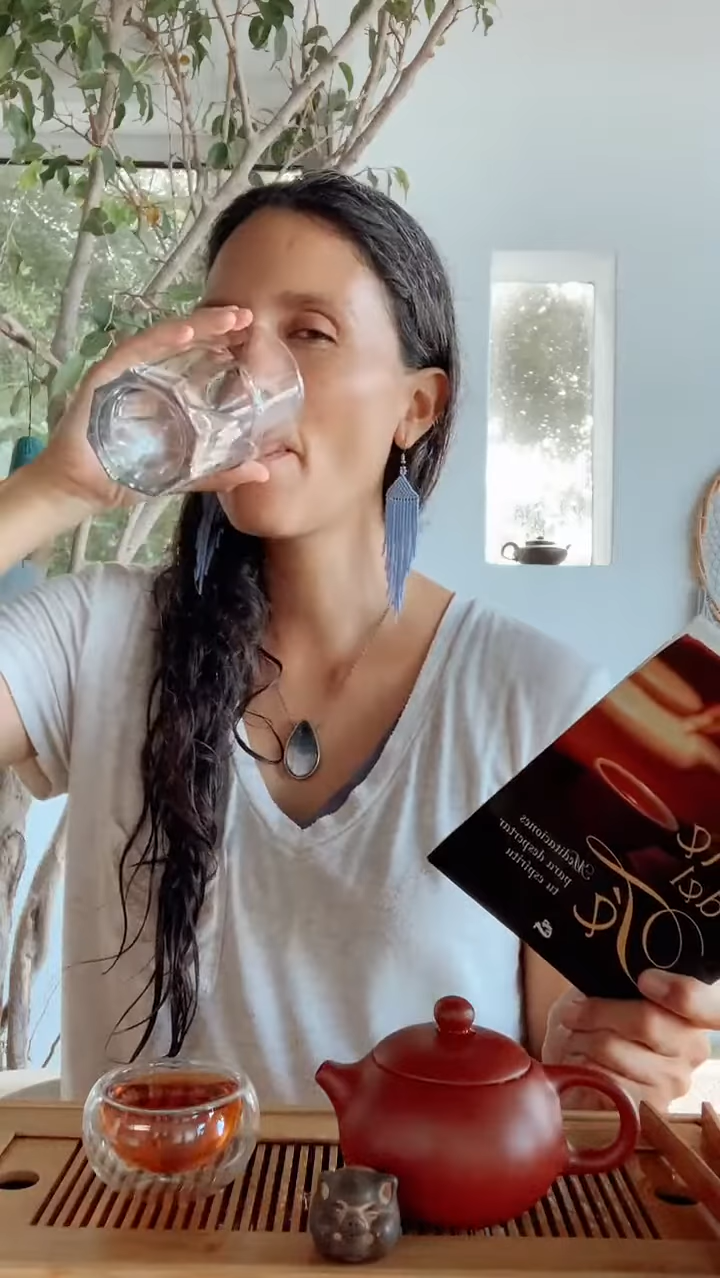 del
Té
Meditaciones
para despertar
tu espíritu